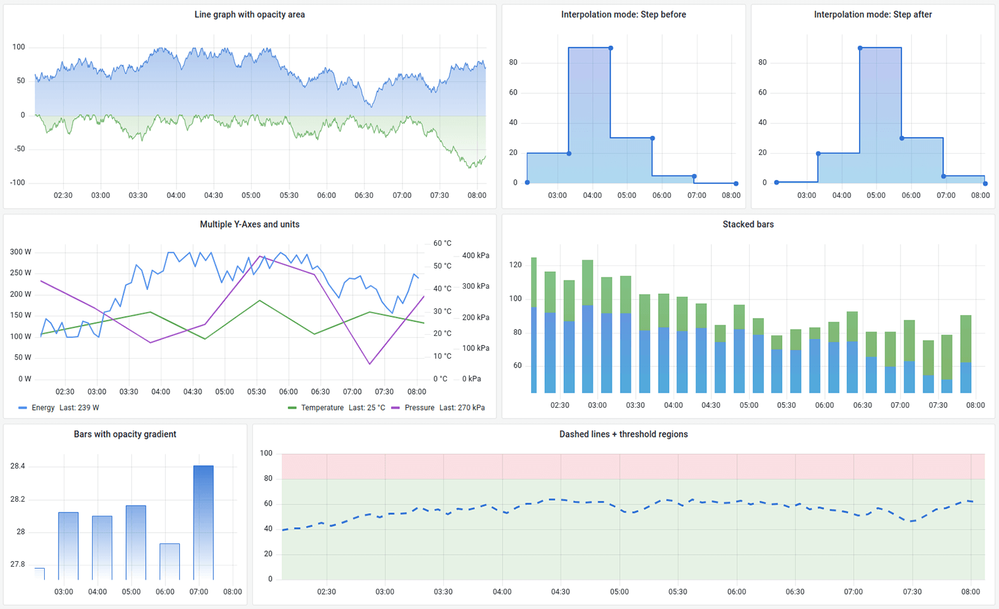 Line graph with opacity area
100
50
0
-50
-100
02:30 03:00 03:30 04:00 04:30 05:00 05:30 06:00 06:30 07:00 07:30 08:00
Interpolation mode: Step before
80
60
40
20
0
03:00 04:00 05:00 06:00 07:00 08:00
Interpolation mode: Step after
80
60
40
20
0
03:00 04:00 05:00 06:00 07:00 08:00
Multiple Y-Axes and units
300 W
250 W
200 W
150 W
100 W
50 W
0 W
60 °C
50 °C
40 °C
30 °C
20 °C
10 °C
0 °C
400 kPa
300 kPa
200 kPa
100 kPa
0 kPa
02:30 03:00 03:30 04:00 04:30 05:00 05:30 06:00 06:30 07:00 07:30 08:00
Energy Last: 239 W Temperature Last: 25 °C Pressure Last: 270 kPa
Stacked bars
120
100
80
60
02:30 03:00 03:30 04:00 04:30 05:00 05:30 06:00 06:30 07:00 07:30 08:00
Bars with opacity gradient
28.4
28.2
28
27.8
03:00 04:00 05:00 06:00 07:00 08:00
Dashed lines + threshold regions
100
80
60
40
20
0
02:30 03:00 03:30 04:00 04:30 05:00 05:30 06:00 06:30 07:00 07:30 08:00